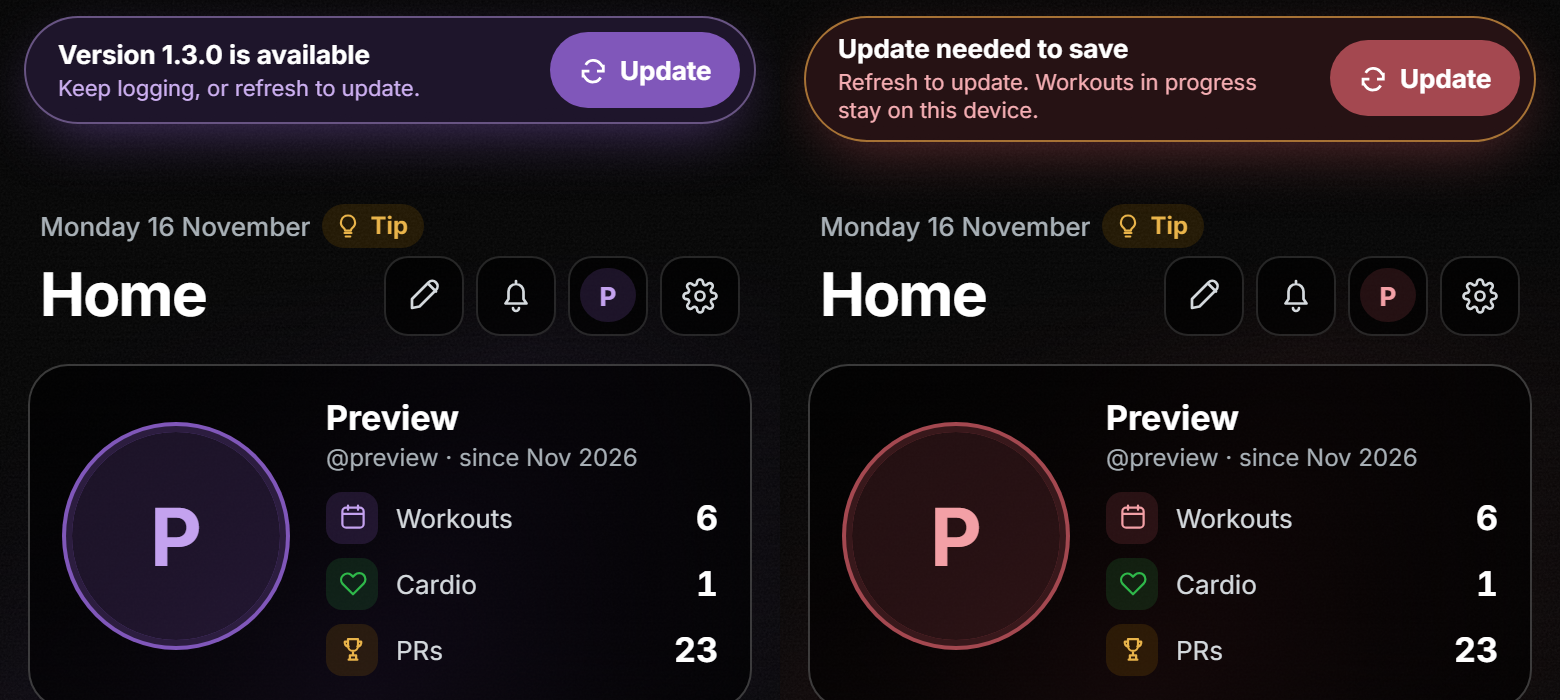 Version 1.3.0 is available
Keep logging, or refresh to update.
Update
Monday 16 November
Tip
Home
P
P
Preview
@preview · since Nov 2026
Workouts 6
Cardio 1
PRs 23
Update needed to save
Refresh to update. Workouts in progress
stay on this device.
Update
Monday 16 November
Tip
Home
P
P
Preview
@preview · since Nov 2026
Workouts 6
Cardio 1
PRs 23